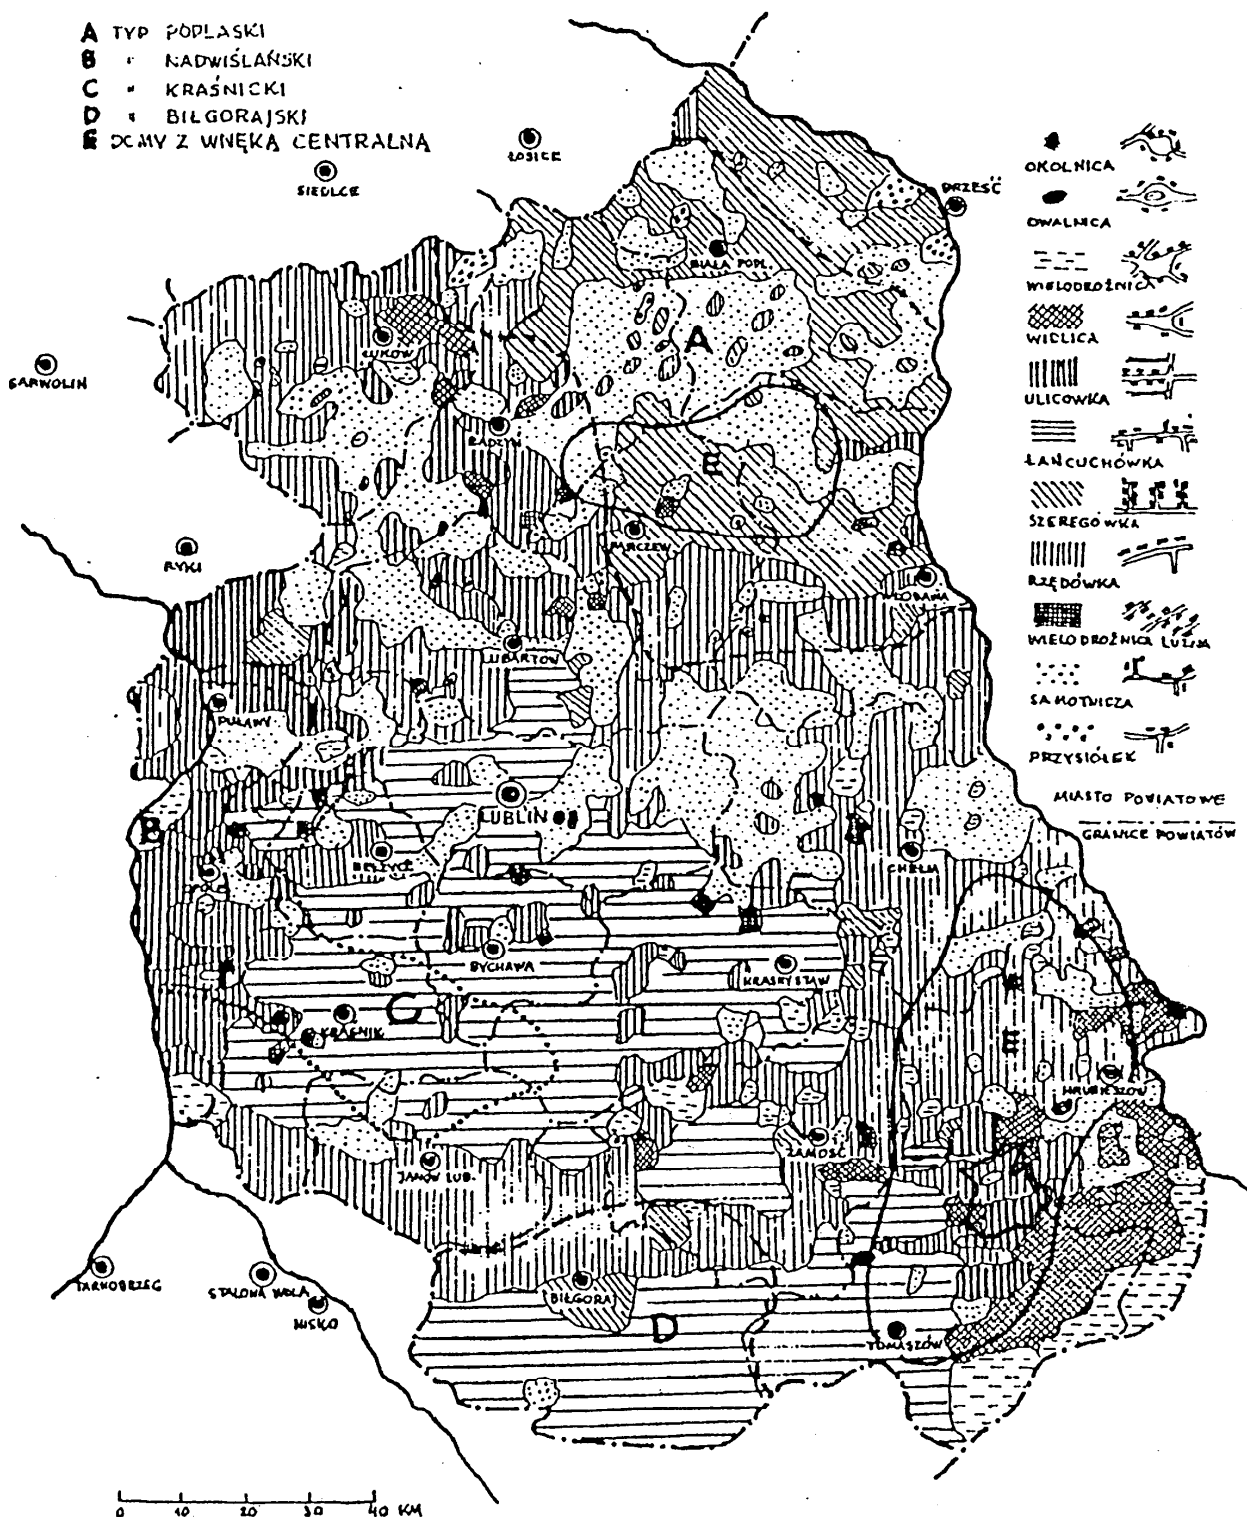 A TYP PODLASKI
B " NADWIŚLAŃSKI
C " KRAŚNICKI
D " BIŁGORAJSKI
E DOMY Z WNĘKĄ CENTRALNĄ
ŁOSICE
SIEDLCE
BRZEŚĆ
BIAŁA PODL.
ŁUKÓW
GARWOLIN
A
RADZYŃ
E
PARCZEW
RYKI
WŁODAWA
LUBARTÓW
PUŁAWY
LUBLIN
B
BEŁŻYCE
CHEŁM
BYCHAWA
KRASNYSTAW
C
KRAŚNIK
E
HRUBIESZÓW
ZAMOŚĆ
JANÓW LUB.
TARNOBRZEG
STALOWA WOLA
NISKO
BIŁGORA
D
TOMASZÓW
0 10 20 30 40 KM
OKOLNICA
OWALNICA
WIELODROŻNICA
WIDLICA
ULICÓWKA
ŁAŃCUCHÓWKA
SZEREGÓWKA
RZĘDÓWKA
WIELODROŻNICA LUŹNA
SAMOTNICZA
PRZYSIÓŁEK
MIASTO POWIATOWE
GRANICE POWIATÓW